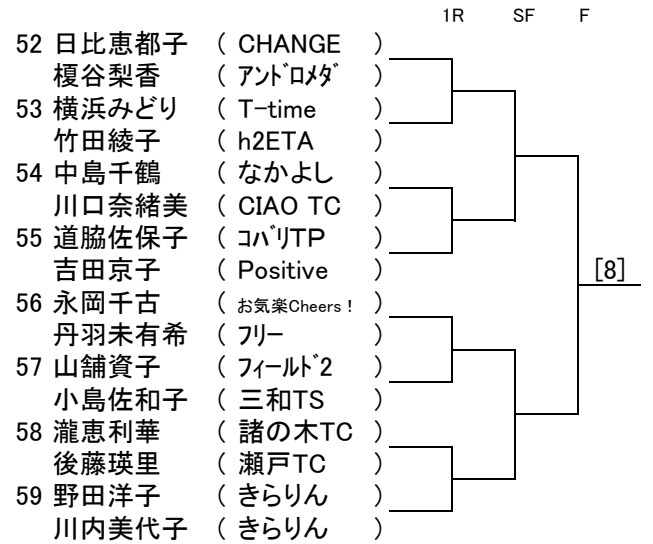 1R SF F
52 日比恵都子 ( CHANGE )
榎谷梨香 ( アンドロメダ )
53 横浜みどり ( T-time )
竹田綾子 ( h2ETA )
54 中島千鶴 ( なかよし )
川口奈緒美 ( CIAO TC )
55 道脇佐保子 ( コバリTP )
吉田京子 ( Positive )
[8]
56 永岡千古 ( お気楽Cheers! )
丹羽未有希 ( フリー )
57 山舗資子 ( フィールド2 )
小島佐和子 ( 三和TS )
58 瀧恵利華 ( 諸の木TC )
後藤瑛里 ( 瀬戸TC )
59 野田洋子 ( きらりん )
川内美代子 ( きらりん )